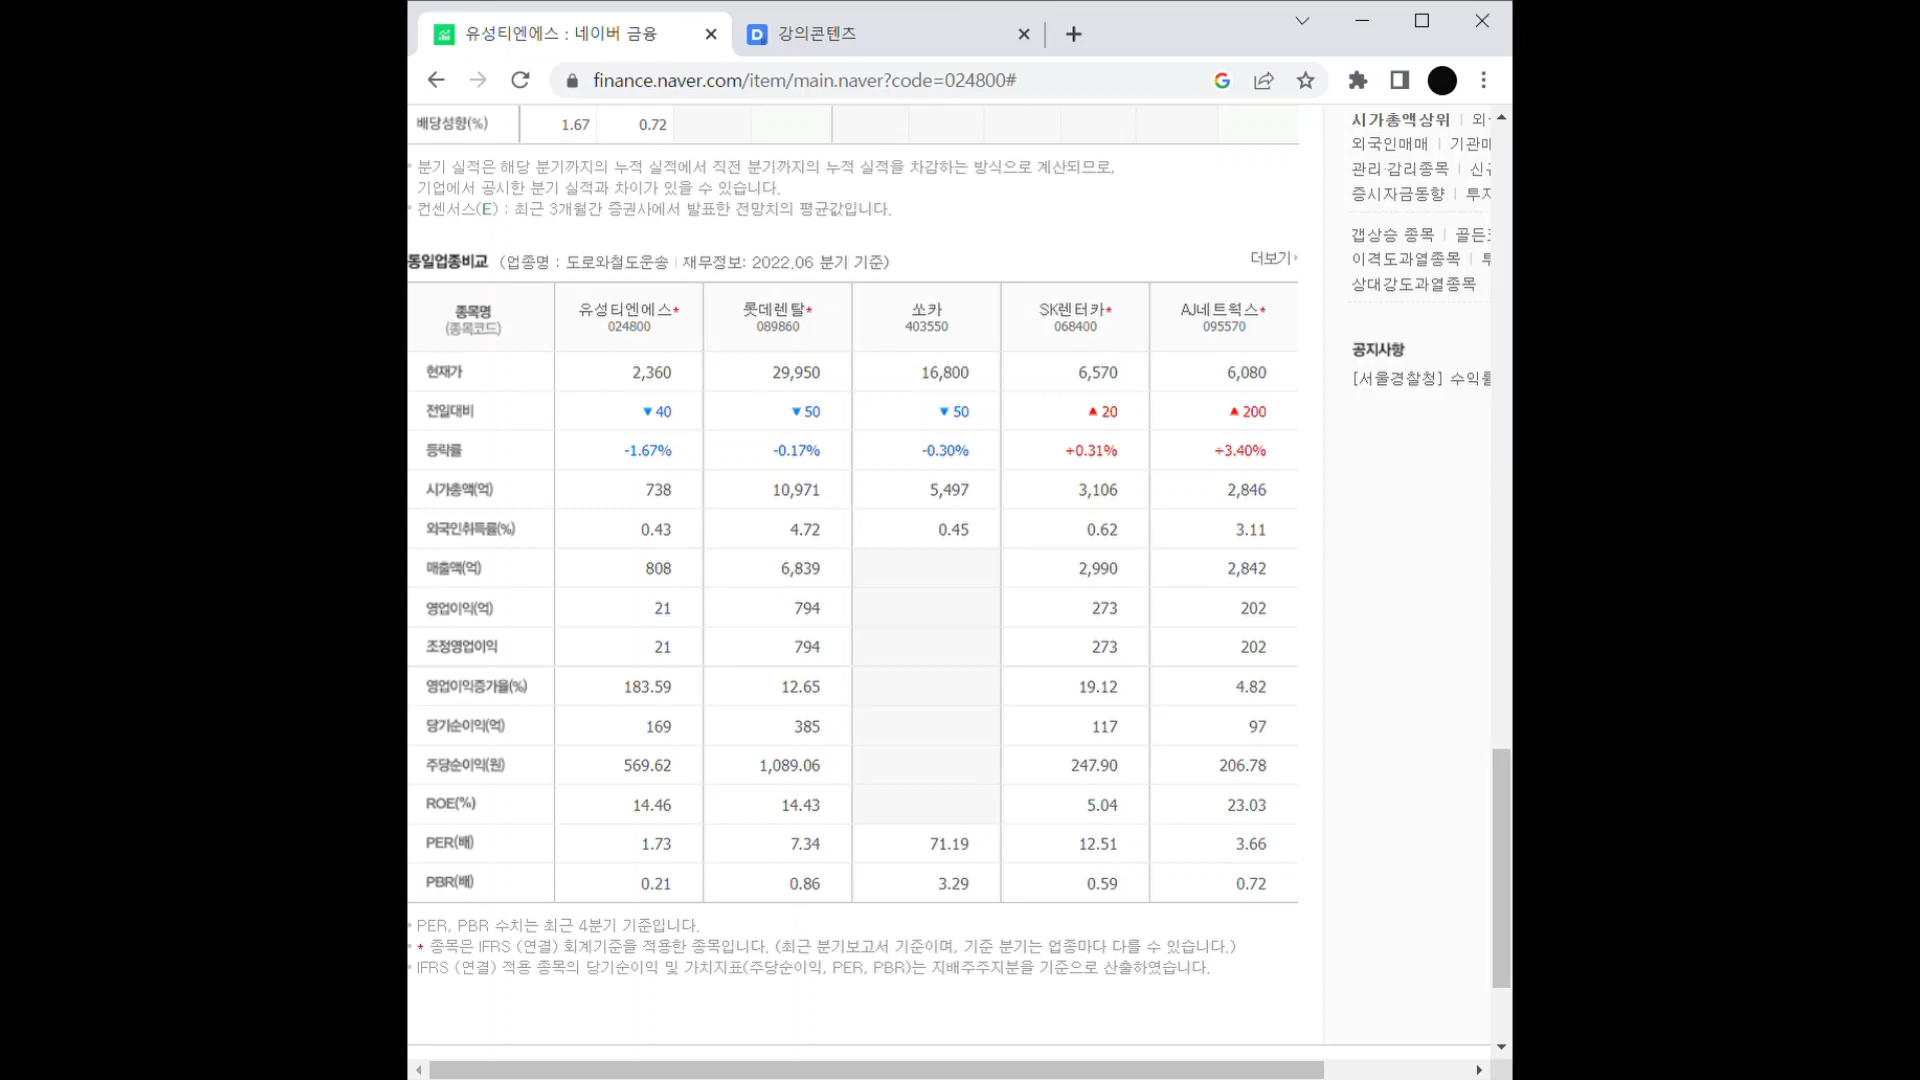 유성티엔에스 : 네이버 금융
강의콘텐츠
finance.naver.com/item/main.naver?code=024800#
배당성향(%) 1.67 0.72
분기 실적은 해당 분기까지의 누적 실적에서 직전 분기까지의 누적 실적을 차감하는 방식으로 계산되므로,
기업에서 공시한 분기 실적과 차이가 있을 수 있습니다.
컨센서스(E) : 최근 3개월간 증권사에서 발표한 전망치의 평균값입니다.
동일업종비교 (업종명 : 도로와철도운송 | 재무정보: 2022.06 분기 기준) 더보기
종목명 유성티엔에스* 롯데렌탈* 쏘카 SK렌터카* AJ네트웍스*
(종목코드) 024800 089860 403550 068400 095570
현재가 2,360 29,950 16,800 6,570 6,080
전일대비 ▼40 ▼50 ▼50 ▲20 ▲200
등락률 -1.67% -0.17% -0.30% +0.31% +3.40%
시가총액(억) 738 10,971 5,497 3,106 2,846
외국인취득률(%) 0.43 4.72 0.45 0.62 3.11
매출액(억) 808 6,839 2,990 2,842
영업이익(억) 21 794 273 202
조정영업이익 21 794 273 202
영업이익증가율(%) 183.59 12.65 19.12 4.82
당기순이익(억) 169 385 117 97
주당순이익(원) 569.62 1,089.06 247.90 206.78
ROE(%) 14.46 14.43 5.04 23.03
PER(배) 1.73 7.34 71.19 12.51 3.66
PBR(배) 0.21 0.86 3.29 0.59 0.72
PER, PBR 수치는 최근 4분기 기준입니다.
* 종목은 IFRS (연결) 회계기준을 적용한 종목입니다. (최근 분기보고서 기준이며, 기준 분기는 업종마다 다를 수 있습니다.)
IFRS (연결) 적용 종목의 당기순이익 및 가치지표(주당순이익, PER, PBR)는 지배주주지분을 기준으로 산출하였습니다.
시가총액상위 | 외
외국인매매 | 기관
관리·감리종목 | 신
증시자금동향 | 투
갭상승 종목 | 골든
이격도과열종목 | 투
상대강도과열종목
공지사항
[서울경찰청] 수익